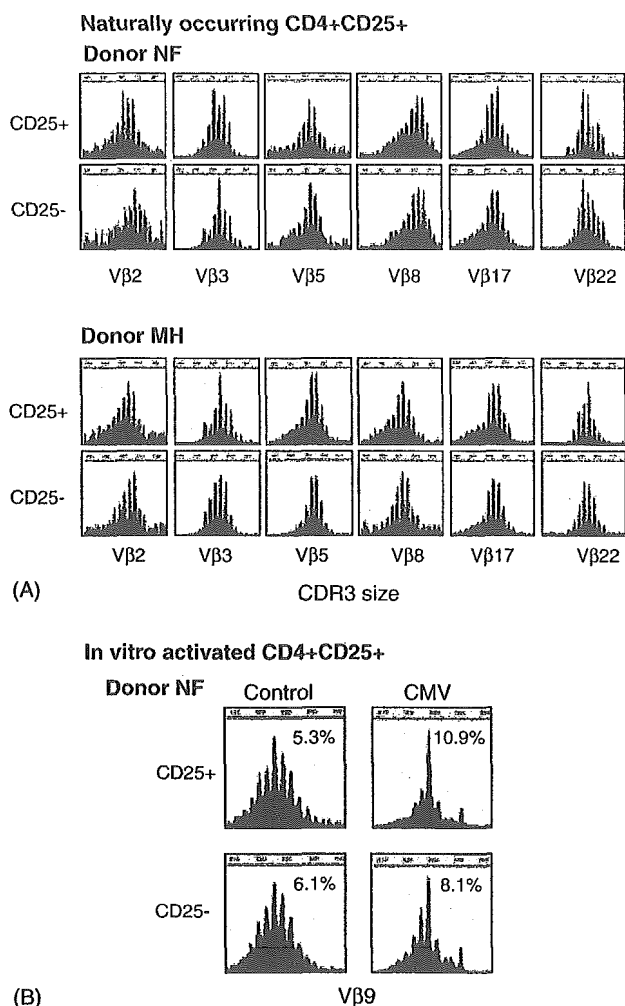 Naturally occurring CD4+CD25+
Donor NF
CD25+
CD25-
Vβ2 Vβ3 Vβ5 Vβ8 Vβ17 Vβ22
Donor MH
CD25+
CD25-
Vβ2 Vβ3 Vβ5 Vβ8 Vβ17 Vβ22
(A) CDR3 size
In vitro activated CD4+CD25+
Donor NF Control CMV
CD25+ 5.3% 10.9%
CD25- 6.1% 8.1%
(B) Vβ9